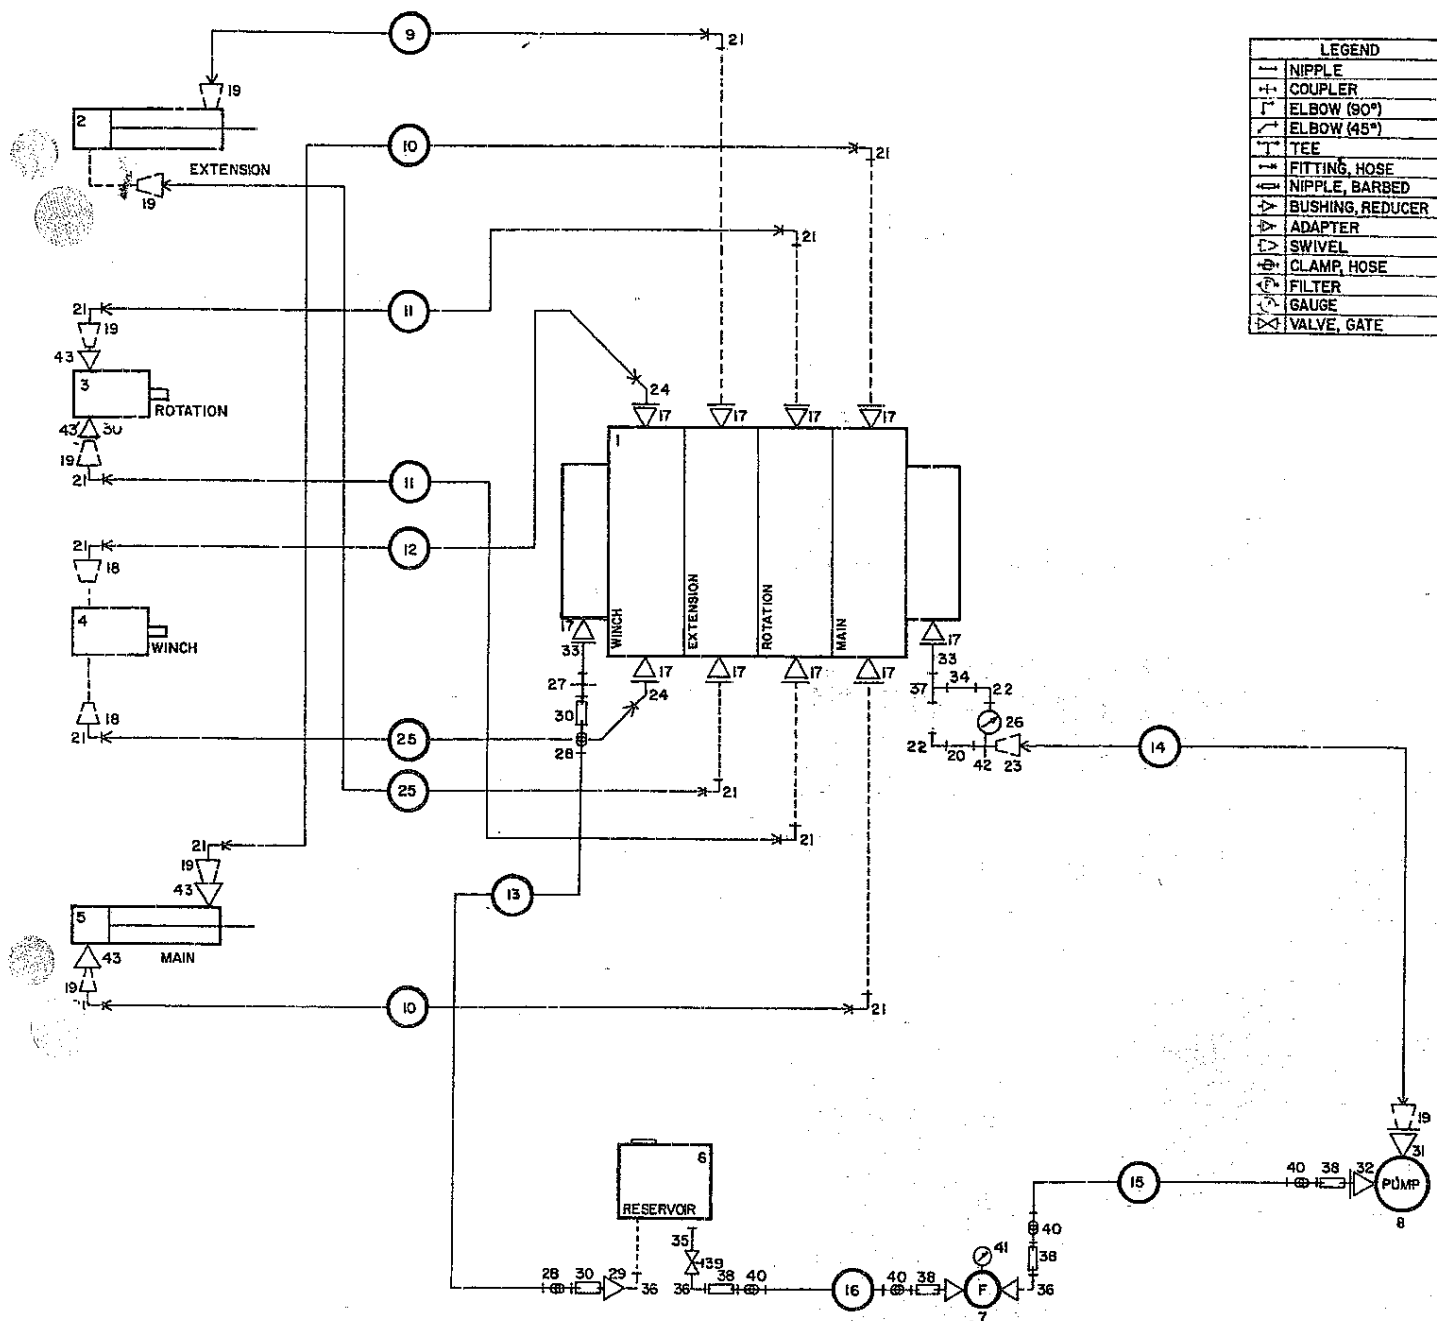 9
21
LEGEND
NIPPLE
COUPLER
ELBOW (90°)
ELBOW (45°)
TEE
FITTING, HOSE
NIPPLE, BARBED
BUSHING, REDUCER
ADAPTER
SWIVEL
CLAMP, HOSE
FILTER
GAUGE
VALVE, GATE
19
2
10
21
EXTENSION
19
21
21
11
19
43
3
ROTATION
43 30
19
21
11
24
17 17 17 17
1
WINCH
EXTENSION
ROTATION
MAIN
21
12
18
4
WINCH
18
21
25
17
33
27
30
28
17 17 17 17
24
17
33
37 34 22
26
22 20 42 23
14
25
21
21
21
19
43
13
5
43
MAIN
19
10
21
6
RESERVOIR
19
31
15
40 38 32
PUMP
8
35
39
36 38 40
28 30 29 36
16
40 38
41
F
7
40
38
36